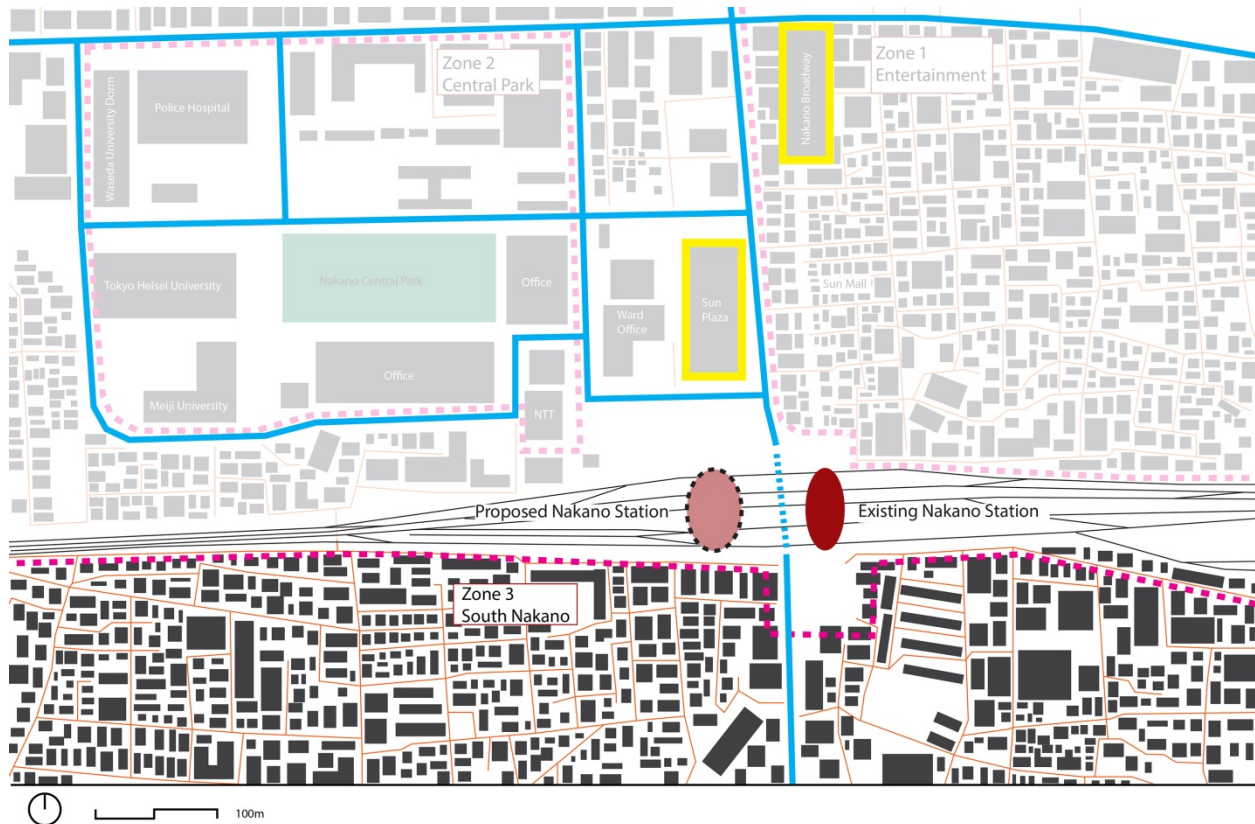 Zone 2
Central Park
Zone 1
Entertainment
Waseda University Dorm
Police Hospital
Nakano Broadway
Tokyo Heisei University
Nakano Central Park
Office
Sun Mall
Ward
Office
Sun
Plaza
Office
Meiji University
NTT
Proposed Nakano Station
Existing Nakano Station
Zone 3
South Nakano
100m